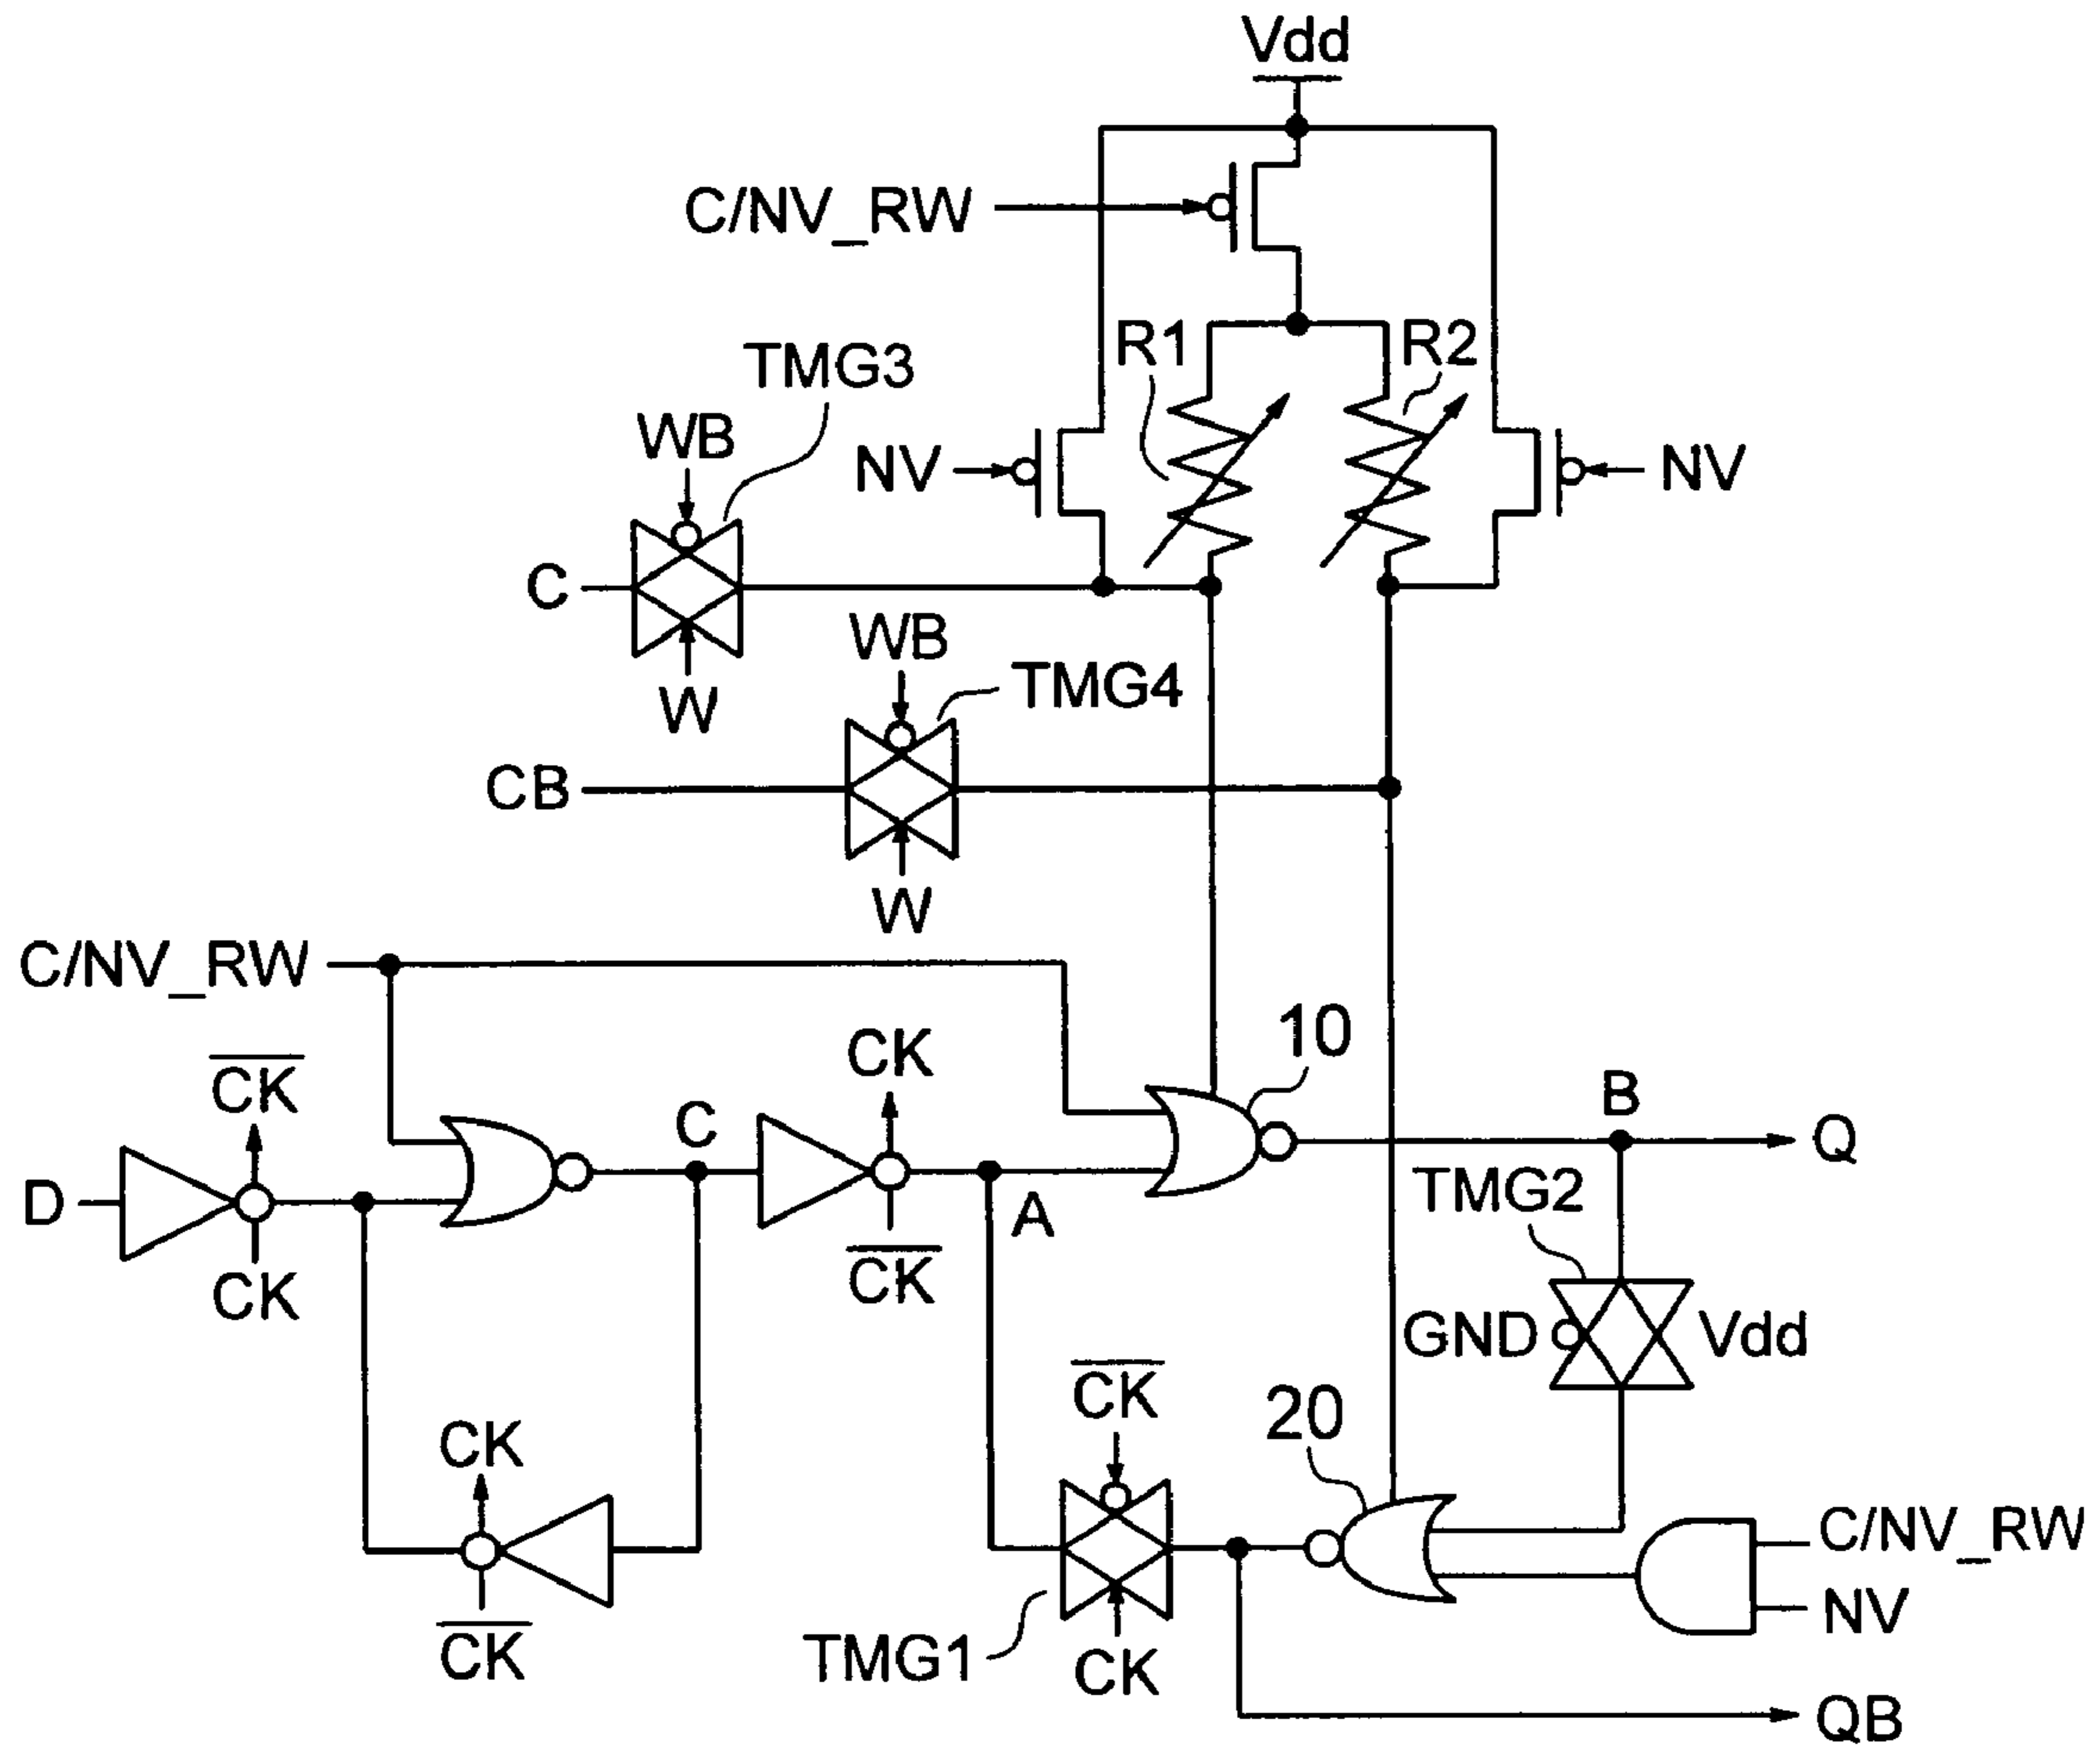 Vdd
C/NV_RW
R1
R2
TMG3
WB
NV
NV
C
W
WB
TMG4
CB
W
C/NV_RW
10
CK
CK
C
B
Q
D
A
TMG2
CK
CK
GND
Vdd
CK
20
CK
C/NV_RW
NV
CK
TMG1
CK
QB